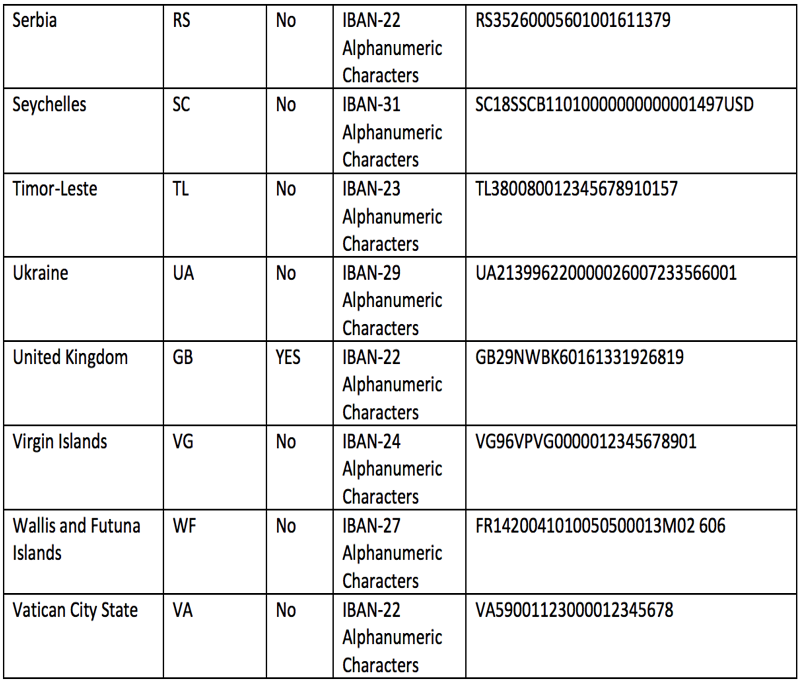 Serbia RS No IBAN-22 RS35260005601001611379
Alphanumeric
Characters
Seychelles SC No IBAN-31 SC18SSCB11010000000000001497USD
Alphanumeric
Characters
Timor-Leste TL No IBAN-23 TL380080012345678910157
Alphanumeric
Characters
Ukraine UA No IBAN-29 UA213996220000026007233566001
Alphanumeric
Characters
United Kingdom GB YES IBAN-22 GB29NWBK60161331926819
Alphanumeric
Characters
Virgin Islands VG No IBAN-24 VG96VPVG0000012345678901
Alphanumeric
Characters
Wallis and Futuna WF No IBAN-27 FR1420041010050500013M02 606
Islands Alphanumeric
Characters
Vatican City State VA No IBAN-22 VA59001123000012345678
Alphanumeric
Characters